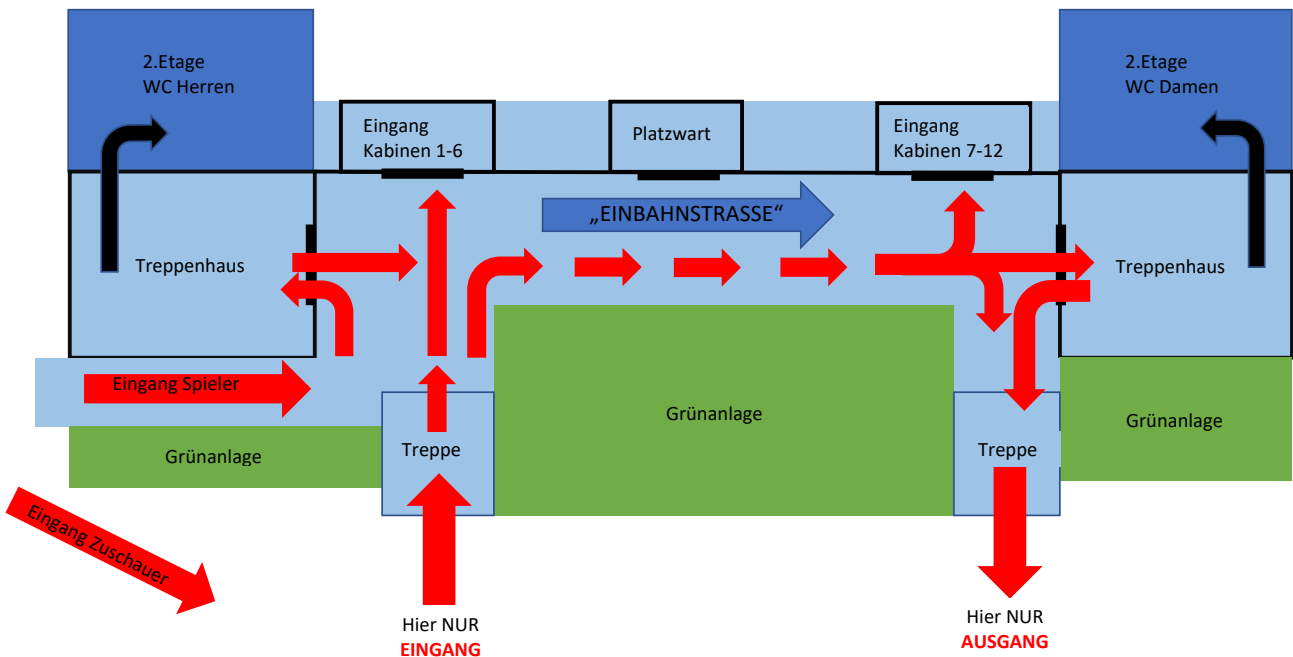 2.Etage
WC Herren
Eingang
Kabinen 1-6
Platzwart
Eingang
Kabinen 7-12
2.Etage
WC Damen
„EINBAHNSTRASSE“
Treppenhaus
Treppenhaus
Eingang Spieler
Grünanlage
Grünanlage
Grünanlage
Treppe
Treppe
Eingang Zuschauer
Hier NUR
EINGANG
Hier NUR
AUSGANG